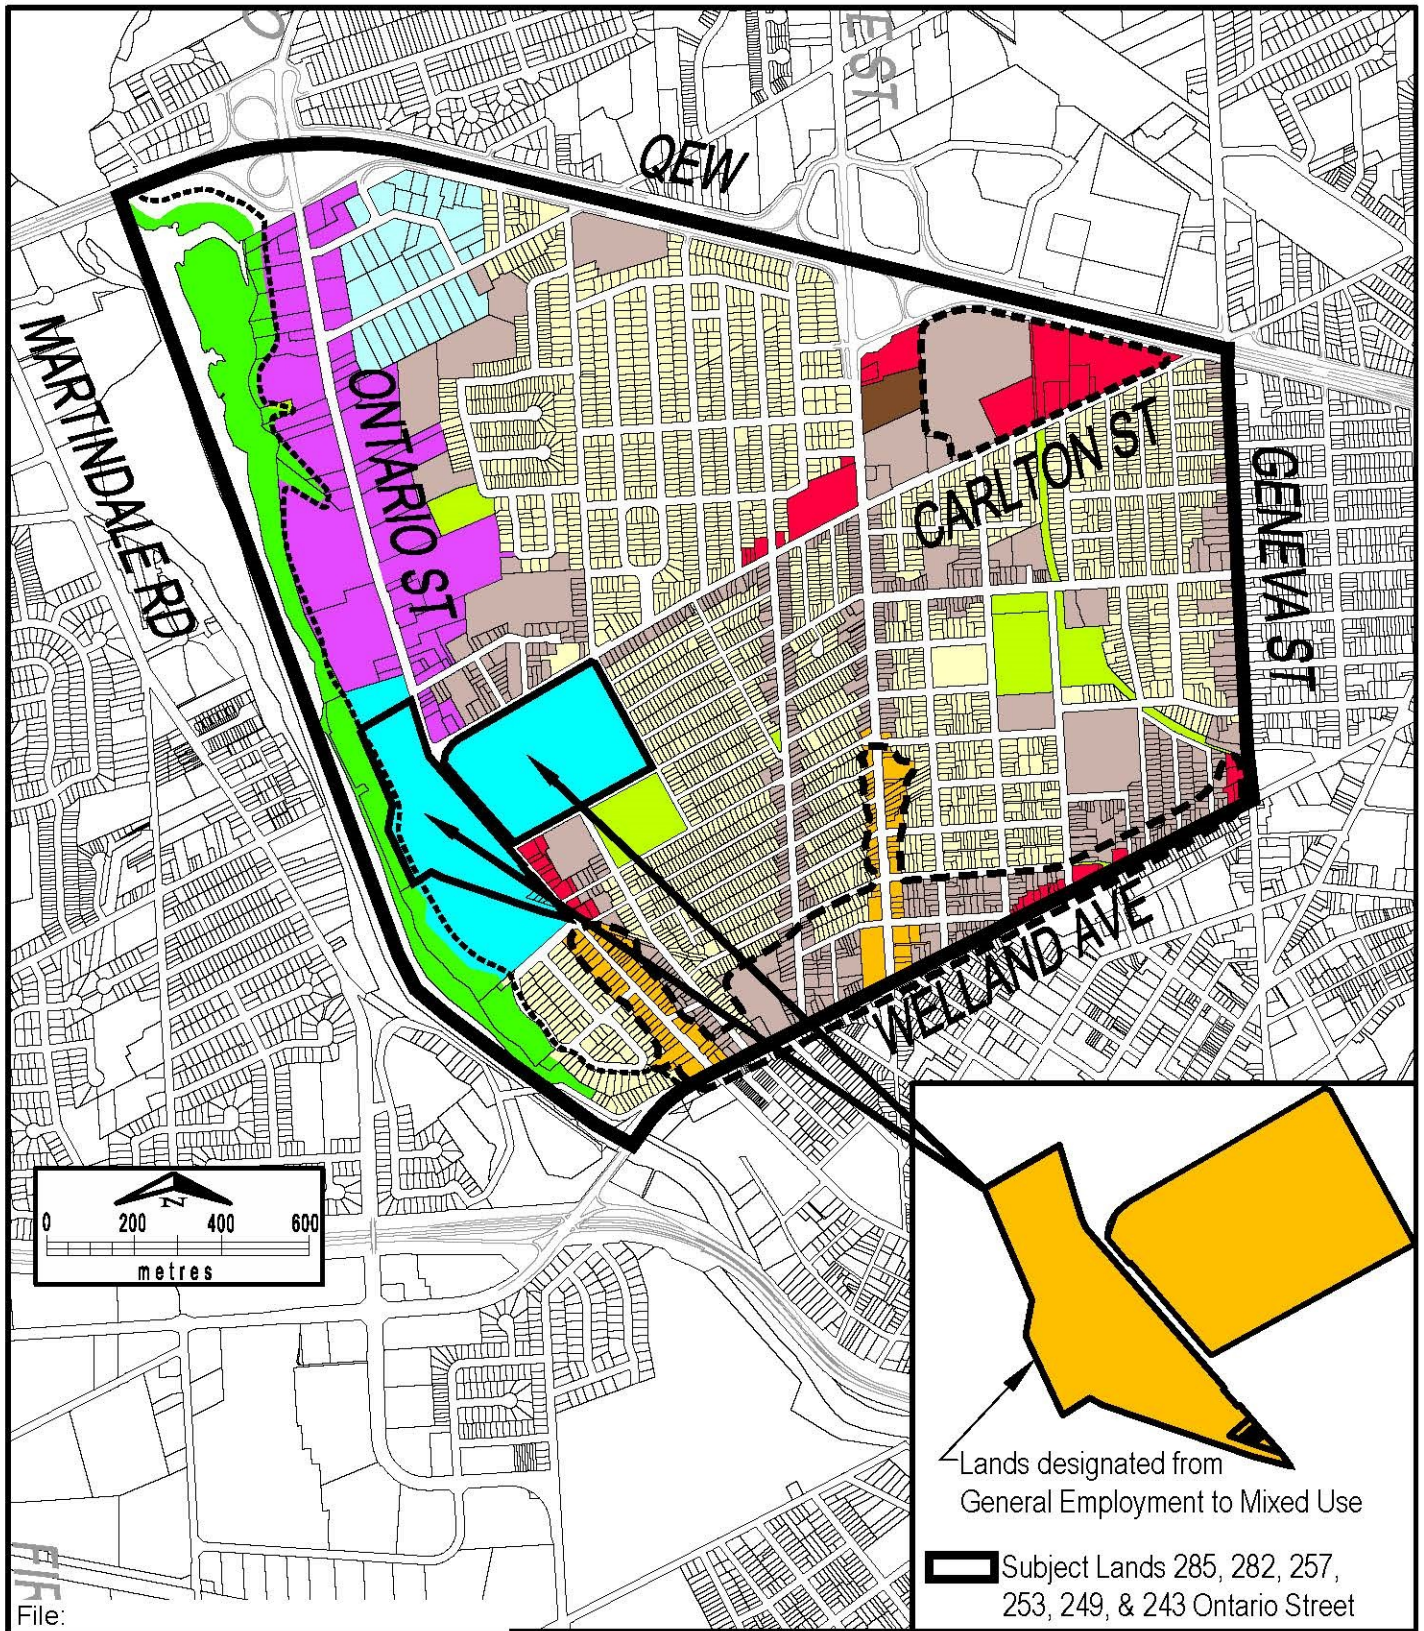 E ST
QEW
MARTINDALE RD
ONTARIO ST
CARLTON ST
GENEVA ST
WELLAND AVE
N
0 200 400 600
metres
Lands designated from
General Employment to Mixed Use
Subject Lands 285, 282, 257,
253, 249, & 243 Ontario Street
File: